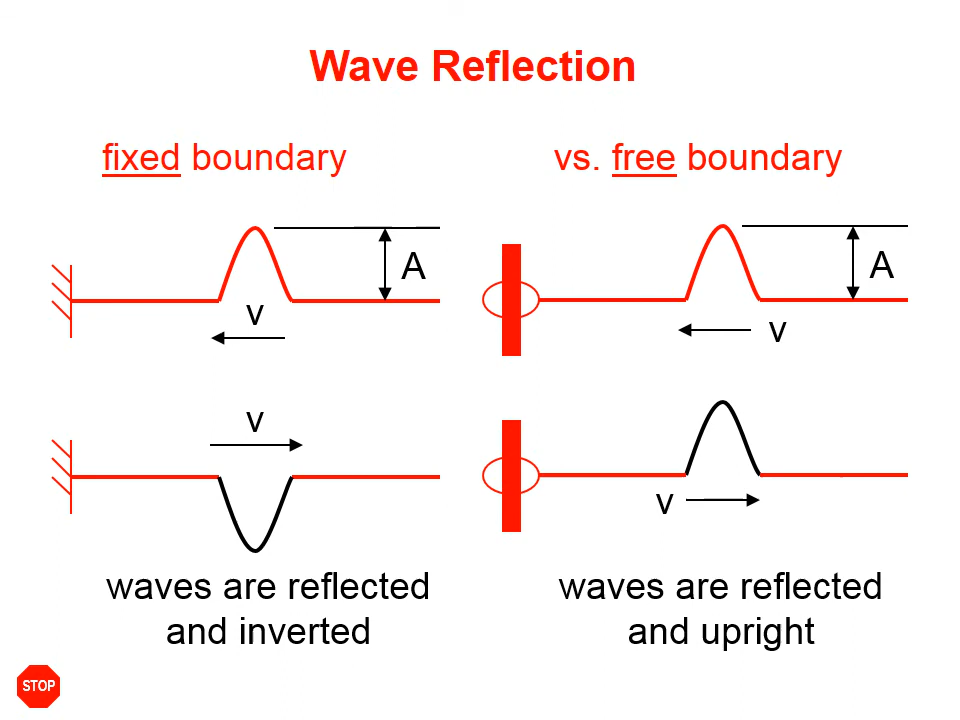 Wave Reflection
fixed boundary
vs. free boundary
A
v
A
v
v
v
waves are reflected
and inverted
waves are reflected
and upright
STOP